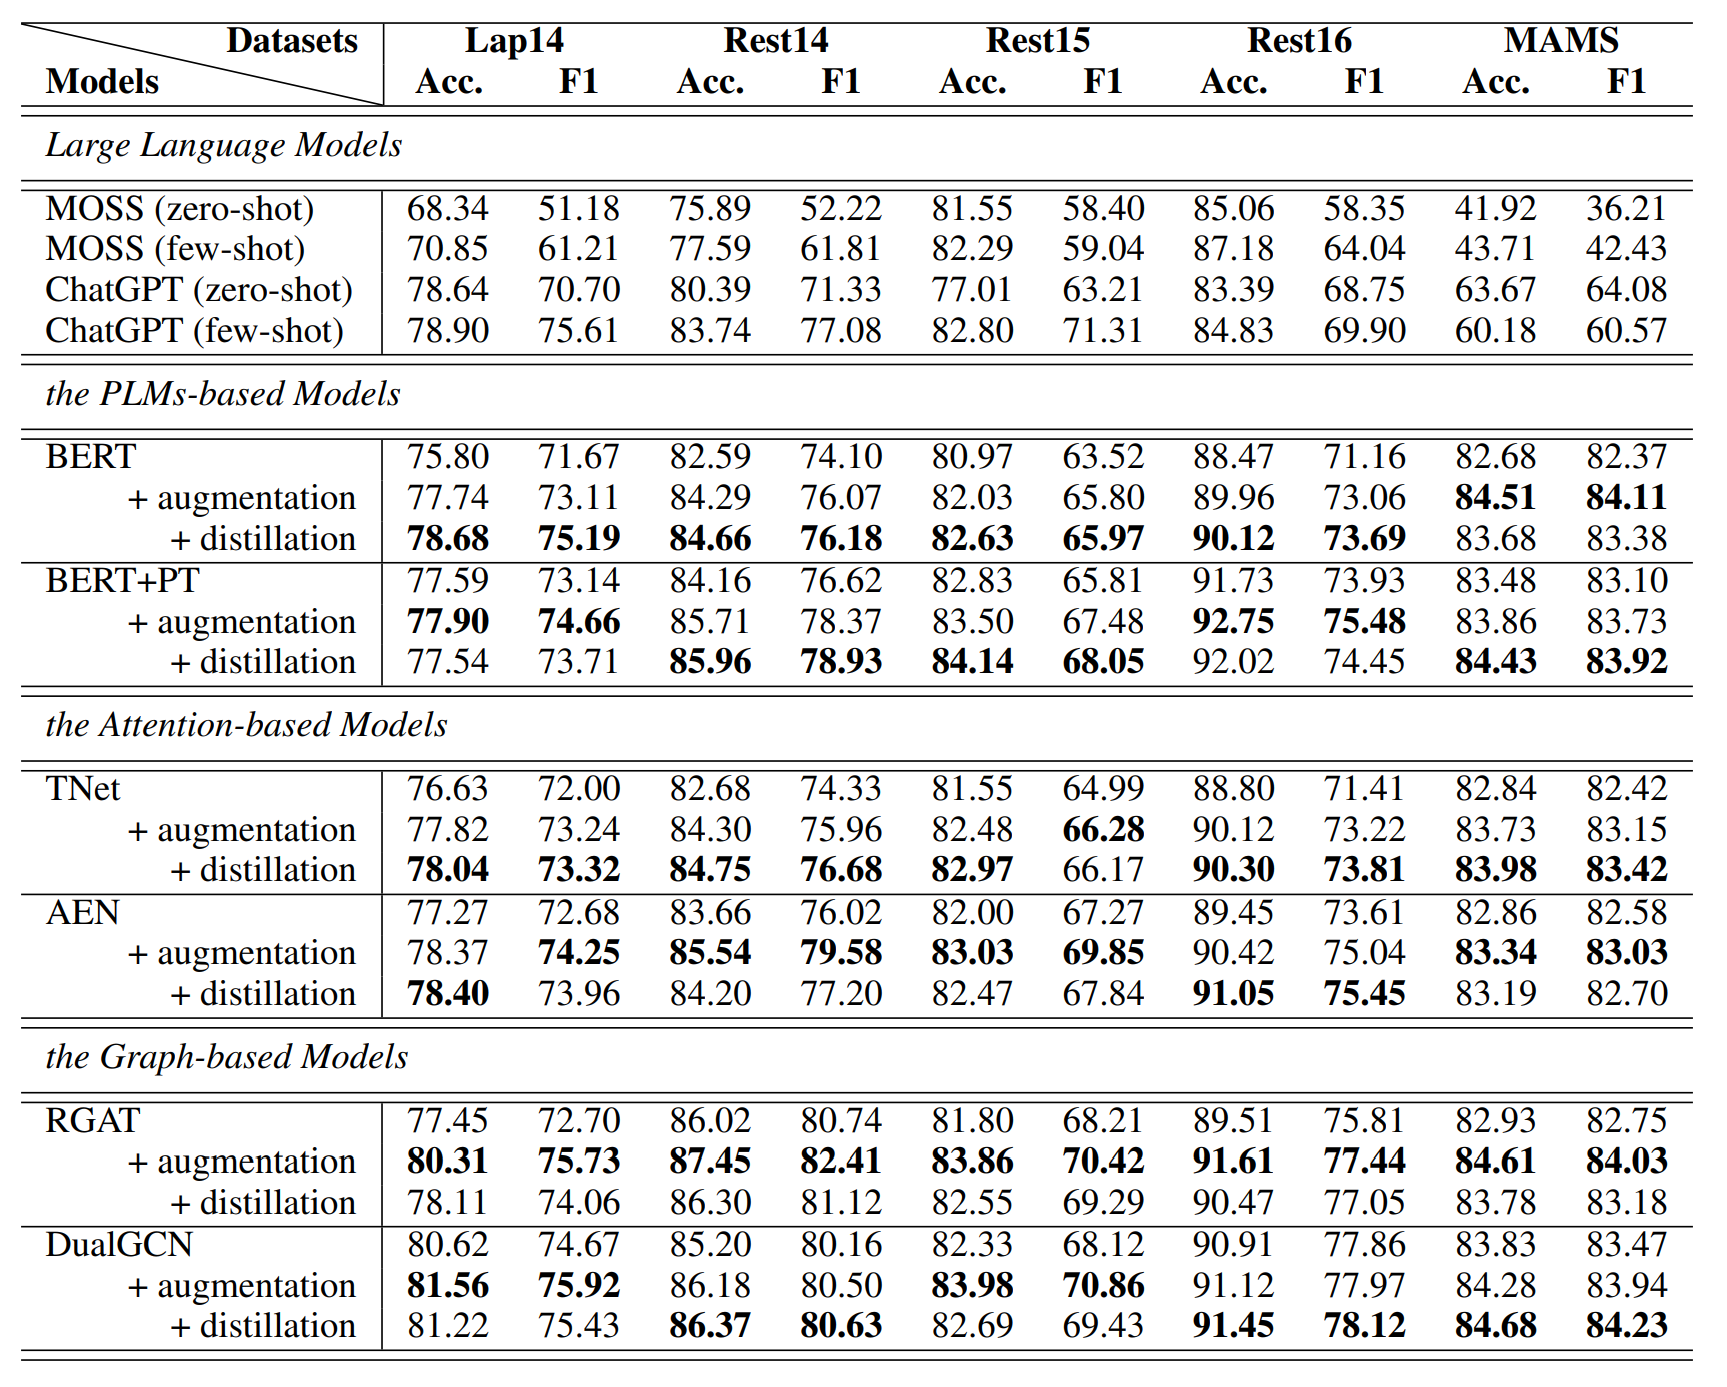 Datasets Lap14 Rest14 Rest15 Rest16 MAMS
Models Acc. F1 Acc. F1 Acc. F1 Acc. F1 Acc. F1
Large Language Models
MOSS (zero-shot) 68.34 51.18 75.89 52.22 81.55 58.40 85.06 58.35 41.92 36.21
MOSS (few-shot) 70.85 61.21 77.59 61.81 82.29 59.04 87.18 64.04 43.71 42.43
ChatGPT (zero-shot) 78.64 70.70 80.39 71.33 77.01 63.21 83.39 68.75 63.67 64.08
ChatGPT (few-shot) 78.90 75.61 83.74 77.08 82.80 71.31 84.83 69.90 60.18 60.57
the PLMs-based Models
BERT 75.80 71.67 82.59 74.10 80.97 63.52 88.47 71.16 82.68 82.37
+ augmentation 77.74 73.11 84.29 76.07 82.03 65.80 89.96 73.06 84.51 84.11
+ distillation 78.68 75.19 84.66 76.18 82.63 65.97 90.12 73.69 83.68 83.38
BERT+PT 77.59 73.14 84.16 76.62 82.83 65.81 91.73 73.93 83.48 83.10
+ augmentation 77.90 74.66 85.71 78.37 83.50 67.48 92.75 75.48 83.86 83.73
+ distillation 77.54 73.71 85.96 78.93 84.14 68.05 92.02 74.45 84.43 83.92
the Attention-based Models
TNet 76.63 72.00 82.68 74.33 81.55 64.99 88.80 71.41 82.84 82.42
+ augmentation 77.82 73.24 84.30 75.96 82.48 66.28 90.12 73.22 83.73 83.15
+ distillation 78.04 73.32 84.75 76.68 82.97 66.17 90.30 73.81 83.98 83.42
AEN 77.27 72.68 83.66 76.02 82.00 67.27 89.45 73.61 82.86 82.58
+ augmentation 78.37 74.25 85.54 79.58 83.03 69.85 90.42 75.04 83.34 83.03
+ distillation 78.40 73.96 84.20 77.20 82.47 67.84 91.05 75.45 83.19 82.70
the Graph-based Models
RGAT 77.45 72.70 86.02 80.74 81.80 68.21 89.51 75.81 82.93 82.75
+ augmentation 80.31 75.73 87.45 82.41 83.86 70.42 91.61 77.44 84.61 84.03
+ distillation 78.11 74.06 86.30 81.12 82.55 69.29 90.47 77.05 83.78 83.18
DualGCN 80.62 74.67 85.20 80.16 82.33 68.12 90.91 77.86 83.83 83.47
+ augmentation 81.56 75.92 86.18 80.50 83.98 70.86 91.12 77.97 84.28 83.94
+ distillation 81.22 75.43 86.37 80.63 82.69 69.43 91.45 78.12 84.68 84.23